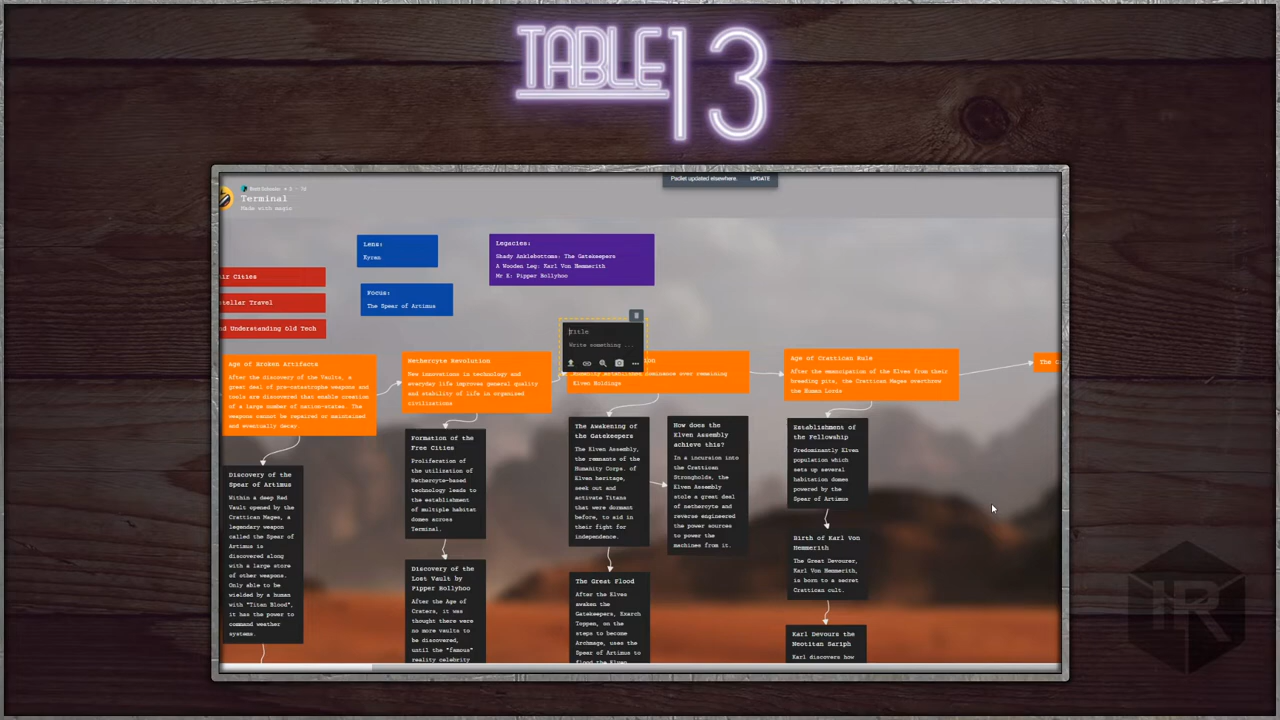 TABLE 13
Padlet updated elsewhere. UPDATE
Terminal
Made with magic
Lens:
Kyran
Legacies:
Shady Anklebottoms: The Gatekeepers
A Wooden Leg: Karl Von Hemmerith
Mr E: Pipper Rollyhoo
ir Cities
Focus:
The Spear of Artimus
tellar Travel
nd Understanding Old Tech
Title
Write something ...
Age of Broken Artifacts
After the discovery of the Vaults, a
great deal of pre-catastrophe weapons and
tools are discovered that enable creation
of a large number of nation-states. The
weapons cannot be repaired or maintained
and eventually decay.
Nethercyte Revolution
New innovations in technology and
everyday life improves general quality
and stability of life in organised
civilizations
ion
Humanity established dominance over remaining
Elven Holdings
Age of Crattican Rule
After the emancipation of the Elves from their
breeding pits, the Crattican Mages overthrow
the Human Lords
The G
Discovery of the
Spear of Artimus
Within a deep Red
Vault opened by the
Crattican Mages, a
legendary weapon
called the Spear of
Artimus is
discovered along
with a large store
of other weapons.
Only able to be
wielded by a human
with "Titan Blood",
it has the power to
command weather
systems.
Formation of the
Free Cities
Proliferation of
the utilization of
Nethercyte-based
technology leads to
the establishment
of multiple habitat
domes across
Terminal.
Discovery of the
Lost Vault by
Pipper Rollyhoo
After the Age of
Craters, it was
thought there were
no more vaults to
be discovered,
until the "famous"
reality celebrity
The Awakening of
the Gatekeepers
The Elven Assembly,
the remnants of the
Humanity Corps. of
Elven heritage,
seek out and
activate Titans
that were dormant
before, to aid in
their fight for
independence.
How does the
Elven Assembly
achieve this?
In a incursion into
the Crattican
Strongholds, the
Elven Assembly
stole a great deal
of nethercyte and
reverse engineered
the power sources
to power the
machines from it.
The Great Flood
After the Elves
awaken the
Gatekeepers, Exarch
Toppen, on the
steps to become
Archmage, uses the
Spear of Artimus to
flood the Elven
Establishment of
the Fellowship
Predominantly Elven
population which
sets up several
habitation domes
powered by the
Spear of Artimus
Birth of Karl Von
Hemmerith
The Great Devourer,
Karl Von Hemmerith,
is born to a secret
Crattican cult.
Karl Devours the
Neotitan Sariph
Karl discovers how
TR